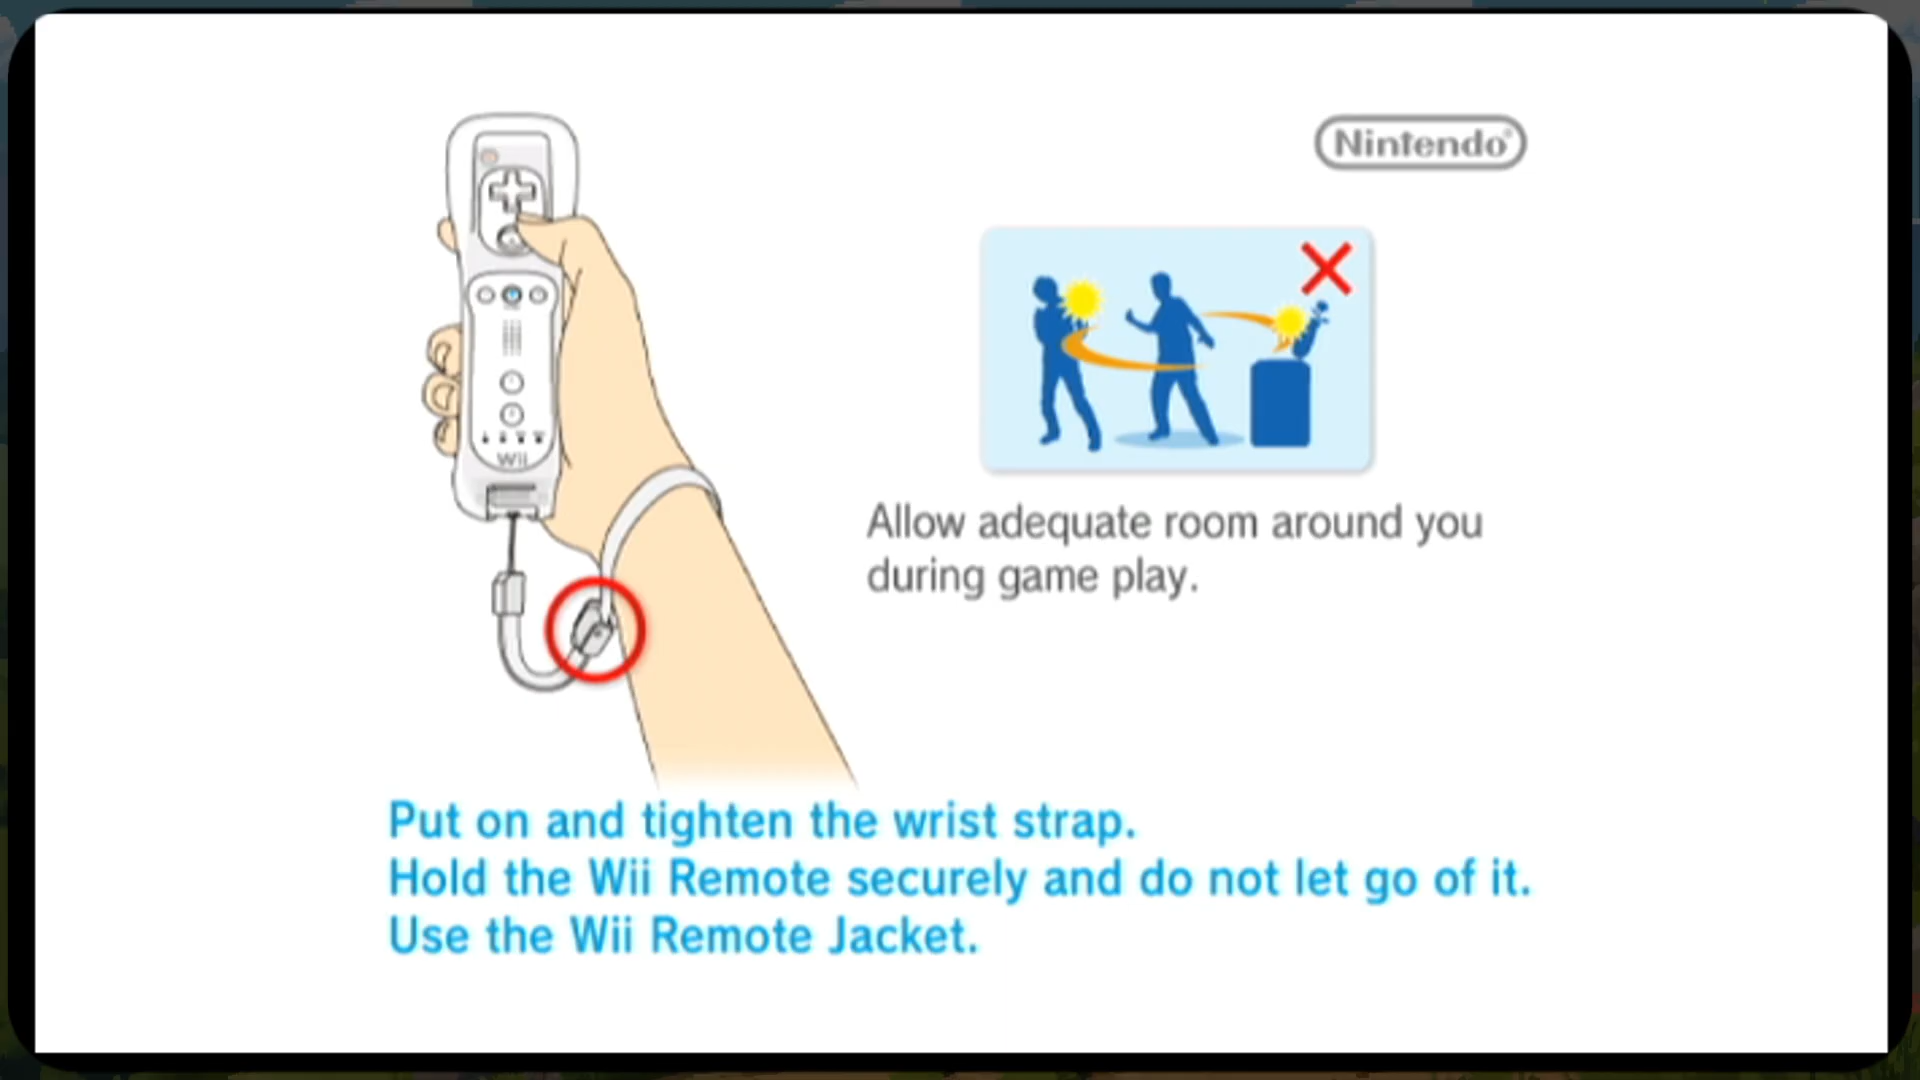 Nintendo®
Wii
Allow adequate room around you
during game play.
Put on and tighten the wrist strap.
Hold the Wii Remote securely and do not let go of it.
Use the Wii Remote Jacket.